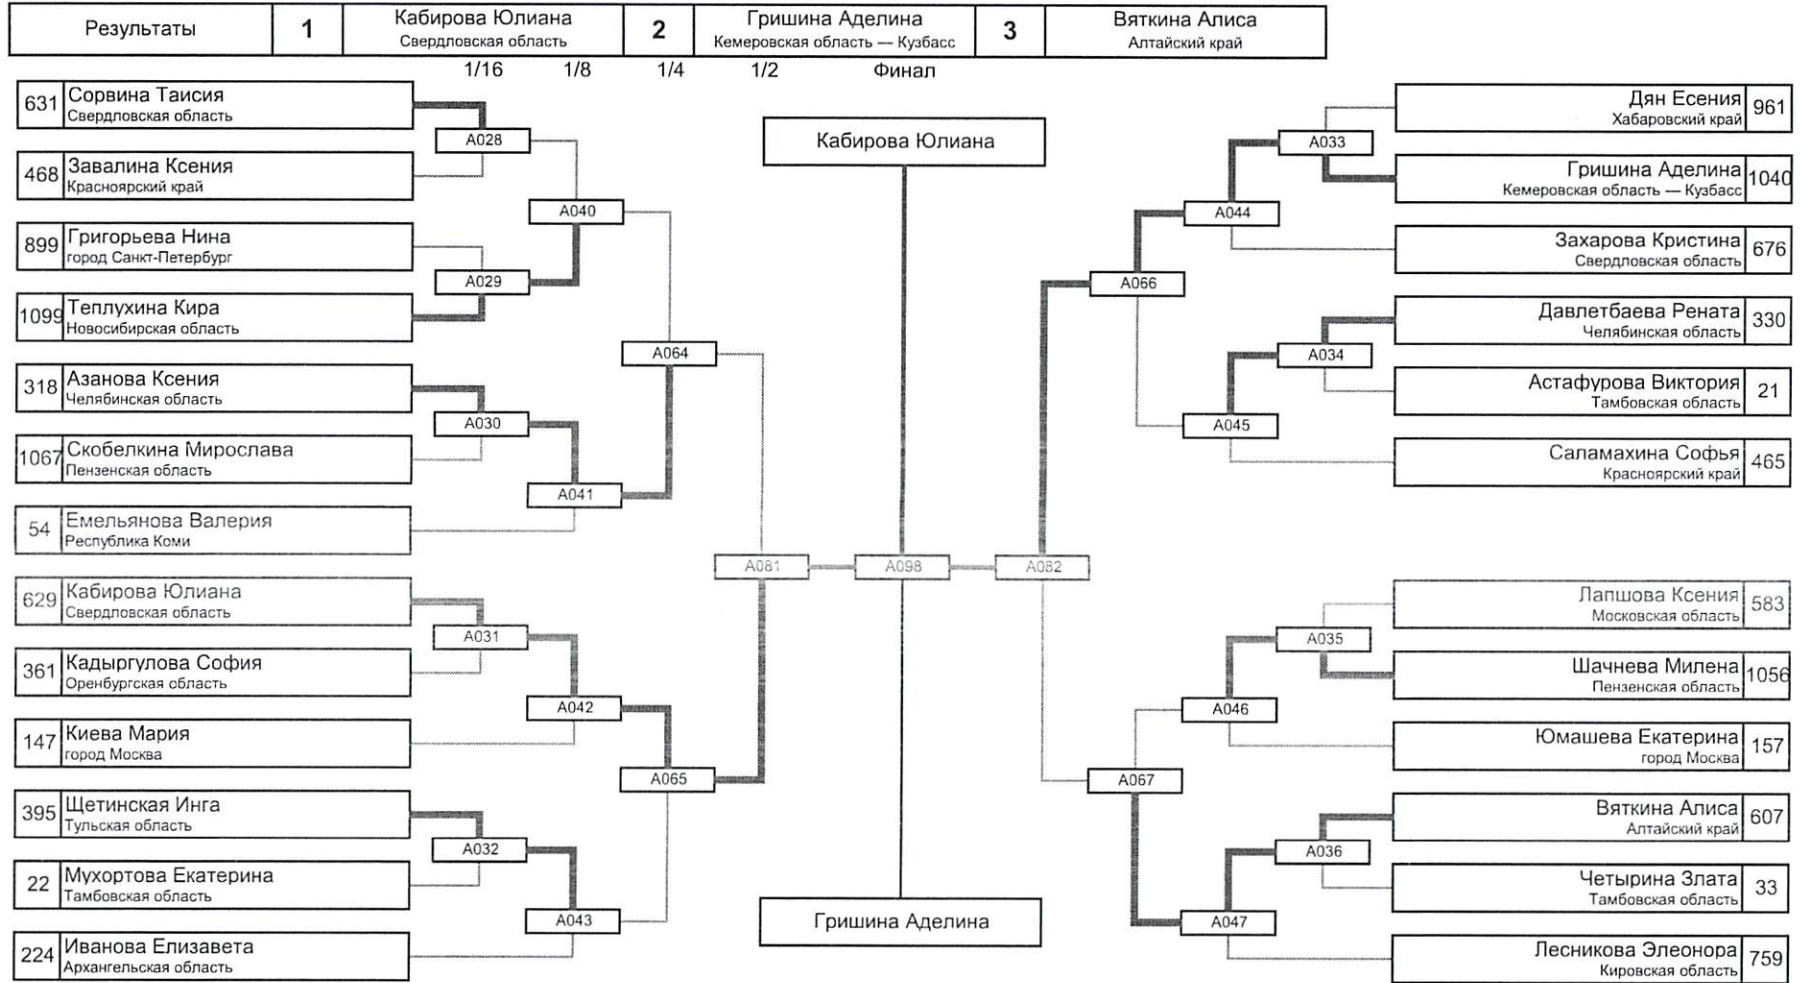 Результаты 1 Кабирова Юлиана 2 Гришина Аделина 3 Вяткина Алиса
Свердловская область Кемеровская область — Кузбасс Алтайский край
1/16 1/8 1/4 1/2 Финал
631 Сорвина Таисия
Свердловская область
A028
468 Завалина Ксения
Красноярский край
A040
899 Григорьева Нина
город Санкт-Петербург
A029
1099 Теплухина Кира
Новосибирская область
A064
318 Азанова Ксения
Челябинская область
A030
1067 Скобелкина Мирослава
Пензенская область
A041
54 Емельянова Валерия
Республика Коми
A081 A098 A082
629 Кабирова Юлиана
Свердловская область
A031
361 Кадыргулова София
Оренбургская область
A042
147 Киева Мария
город Москва
A065
395 Щетинская Инга
Тульская область
A032
22 Мухортова Екатерина
Тамбовская область
A043
224 Иванова Елизавета
Архангельская область
Кабирова Юлиана
Гришина Аделина
Дян Есения 961
Хабаровский край
A033
Гришина Аделина 1040
Кемеровская область — Кузбасс
A044
Захарова Кристина 676
Свердловская область
A066
Давлетбаева Рената 330
Челябинская область
A034
Астафурова Виктория 21
Тамбовская область
A045
Саламахина Софья 465
Красноярский край
Лапшова Ксения 583
Московская область
A035
Шачнева Милена 1056
Пензенская область
A046
Юмашева Екатерина 157
город Москва
A067
Вяткина Алиса 607
Алтайский край
A036
Четырина Злата 33
Тамбовская область
A047
Лесникова Элеонора 759
Кировская область